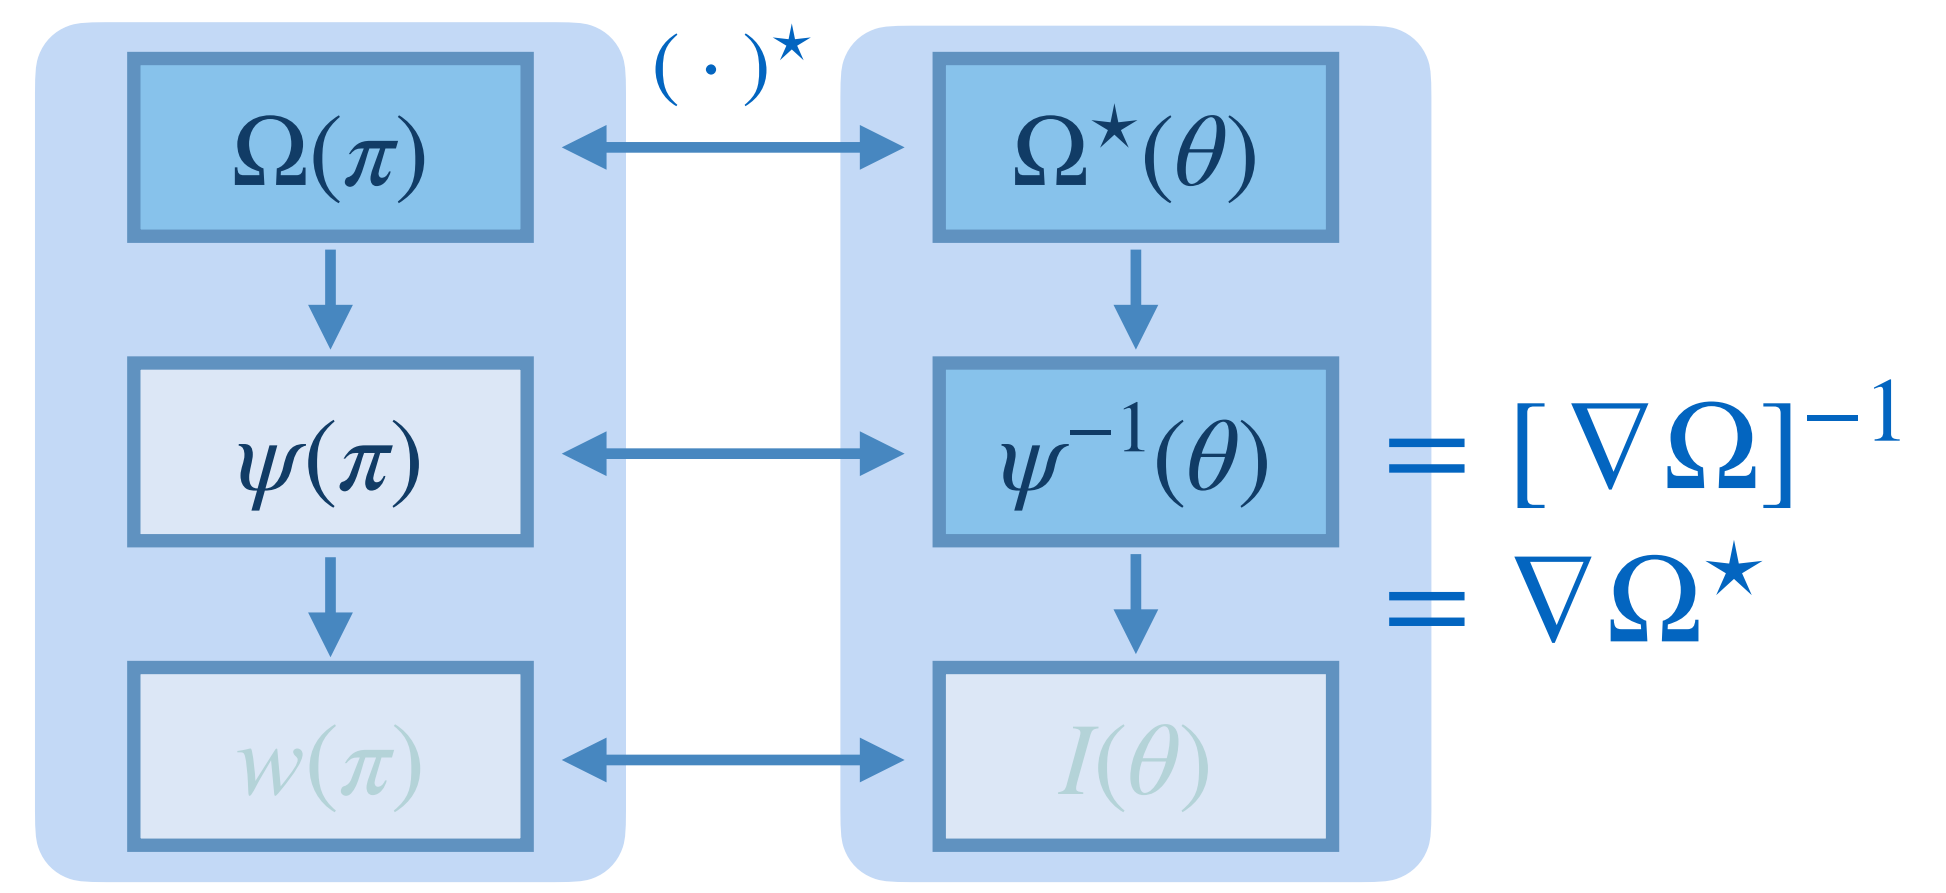 ( · )★
Ω(π)
Ω★(θ)
ψ(π)
ψ⁻¹(θ)
= [∇Ω]⁻¹
= ∇Ω★
w(π)
I(θ)